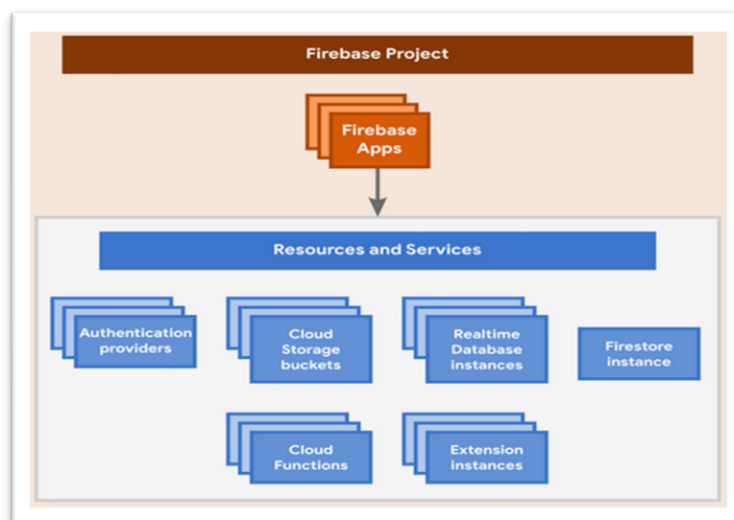 Firebase Project
Firebase
Apps
Resources and Services
Authentication
providers
Cloud
Storage
buckets
Realtime
Database
instances
Firestore
instance
Cloud
Functions
Extension
instances